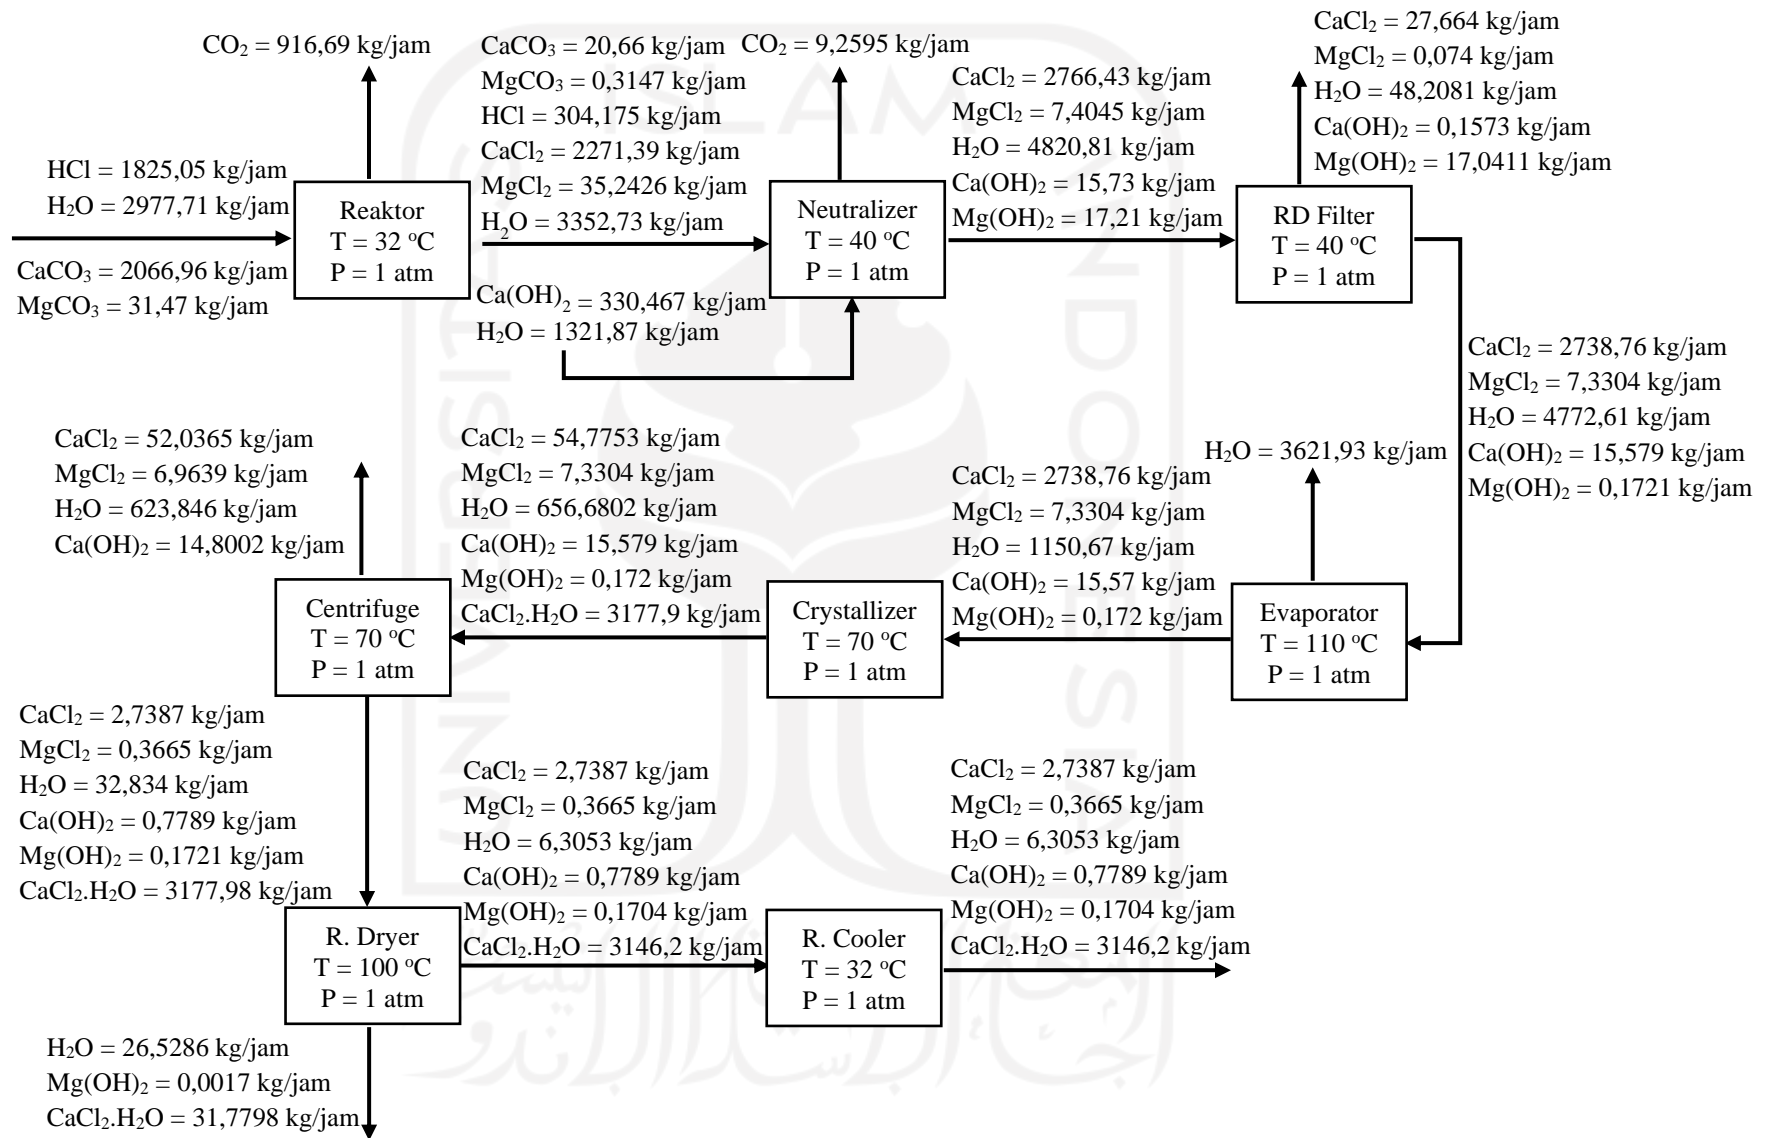 CO₂ = 916,69 kg/jam
HCl = 1825,05 kg/jam
H₂O = 2977,71 kg/jam
CaCO₃ = 2066,96 kg/jam
MgCO₃ = 31,47 kg/jam
Reaktor
T = 32 °C
P = 1 atm
CaCO₃ = 20,66 kg/jam
MgCO₃ = 0,3147 kg/jam
HCl = 304,175 kg/jam
CaCl₂ = 2271,39 kg/jam
MgCl₂ = 35,2426 kg/jam
H₂O = 3352,73 kg/jam
Ca(OH)₂ = 330,467 kg/jam
H₂O = 1321,87 kg/jam
CO₂ = 9,2595 kg/jam
Neutralizer
T = 40 °C
P = 1 atm
CaCl₂ = 2766,43 kg/jam
MgCl₂ = 7,4045 kg/jam
H₂O = 4820,81 kg/jam
Ca(OH)₂ = 15,73 kg/jam
Mg(OH)₂ = 17,21 kg/jam
CaCl₂ = 27,664 kg/jam
MgCl₂ = 0,074 kg/jam
H₂O = 48,2081 kg/jam
Ca(OH)₂ = 0,1573 kg/jam
Mg(OH)₂ = 17,0411 kg/jam
RD Filter
T = 40 °C
P = 1 atm
CaCl₂ = 2738,76 kg/jam
MgCl₂ = 7,3304 kg/jam
H₂O = 4772,61 kg/jam
Ca(OH)₂ = 15,579 kg/jam
Mg(OH)₂ = 0,1721 kg/jam
H₂O = 3621,93 kg/jam
Evaporator
T = 110 °C
P = 1 atm
CaCl₂ = 2738,76 kg/jam
MgCl₂ = 7,3304 kg/jam
H₂O = 1150,67 kg/jam
Ca(OH)₂ = 15,57 kg/jam
Mg(OH)₂ = 0,172 kg/jam
Crystallizer
T = 70 °C
P = 1 atm
CaCl₂ = 54,7753 kg/jam
MgCl₂ = 7,3304 kg/jam
H₂O = 656,6802 kg/jam
Ca(OH)₂ = 15,579 kg/jam
Mg(OH)₂ = 0,172 kg/jam
CaCl₂.H₂O = 3177,9 kg/jam
CaCl₂ = 52,0365 kg/jam
MgCl₂ = 6,9639 kg/jam
H₂O = 623,846 kg/jam
Ca(OH)₂ = 14,8002 kg/jam
Centrifuge
T = 70 °C
P = 1 atm
CaCl₂ = 2,7387 kg/jam
MgCl₂ = 0,3665 kg/jam
H₂O = 32,834 kg/jam
Ca(OH)₂ = 0,7789 kg/jam
Mg(OH)₂ = 0,1721 kg/jam
CaCl₂.H₂O = 3177,98 kg/jam
R. Dryer
T = 100 °C
P = 1 atm
H₂O = 26,5286 kg/jam
Mg(OH)₂ = 0,0017 kg/jam
CaCl₂.H₂O = 31,7798 kg/jam
CaCl₂ = 2,7387 kg/jam
MgCl₂ = 0,3665 kg/jam
H₂O = 6,3053 kg/jam
Ca(OH)₂ = 0,7789 kg/jam
Mg(OH)₂ = 0,1704 kg/jam
CaCl₂.H₂O = 3146,2 kg/jam
R. Cooler
T = 32 °C
P = 1 atm
CaCl₂ = 2,7387 kg/jam
MgCl₂ = 0,3665 kg/jam
H₂O = 6,3053 kg/jam
Ca(OH)₂ = 0,7789 kg/jam
Mg(OH)₂ = 0,1704 kg/jam
CaCl₂.H₂O = 3146,2 kg/jam
UNIVERSITAS
ISLAM
INDONESIA